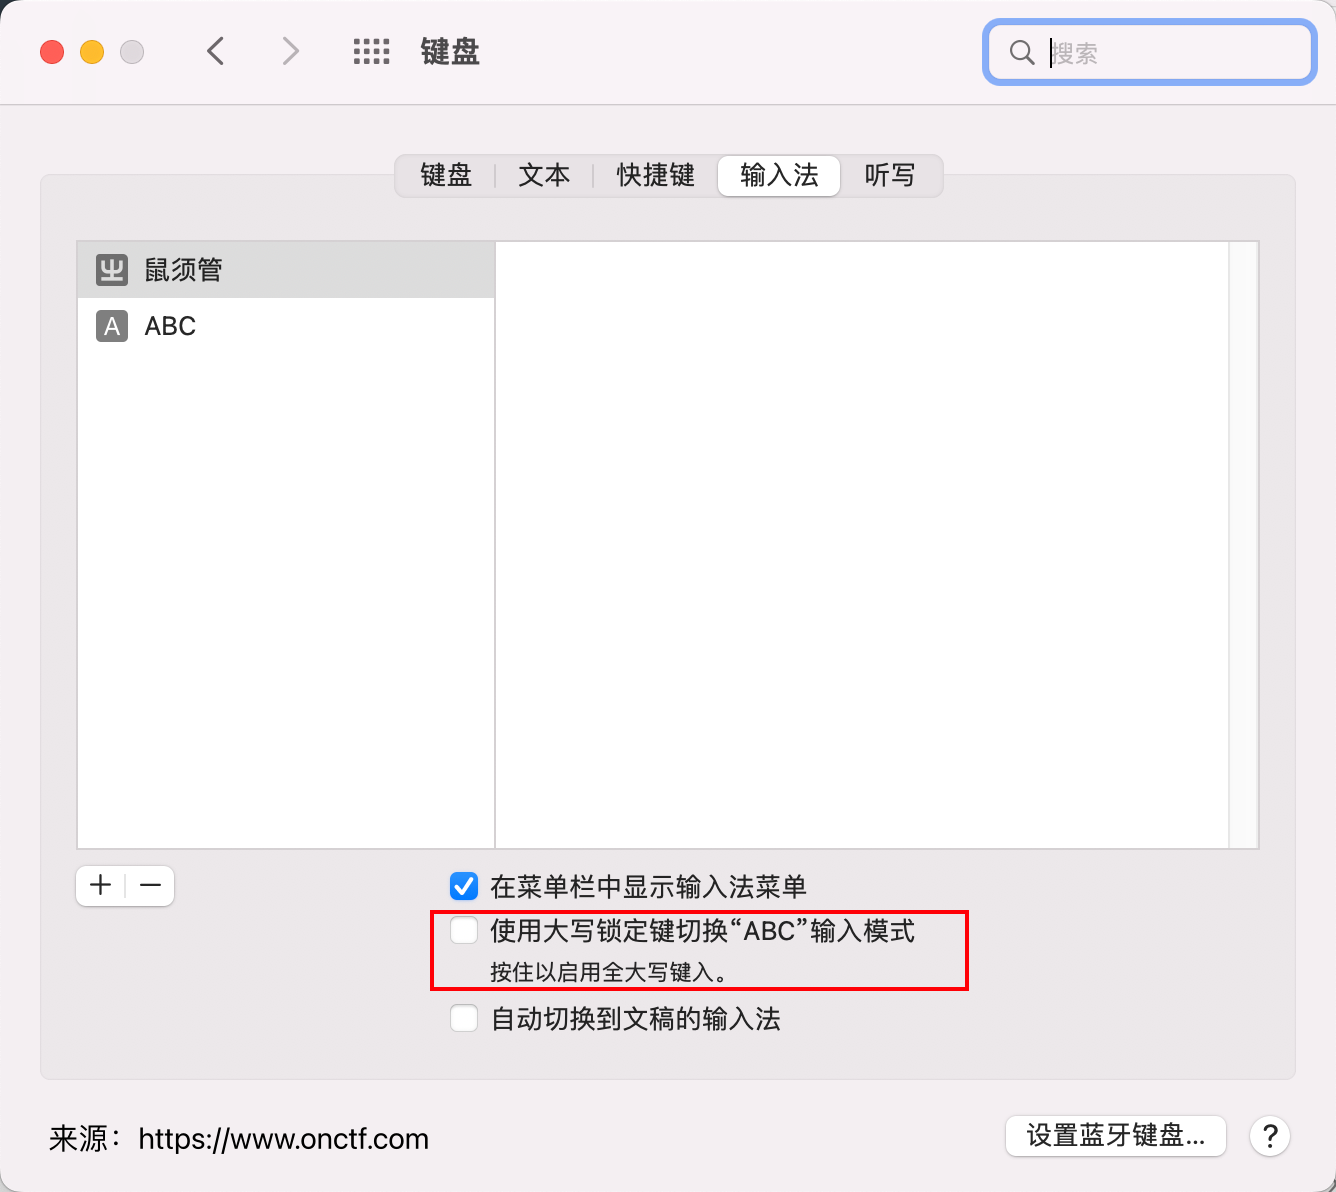 键盘
搜索
键盘 文本 快捷键 输入法 听写
鼠须管
A ABC
在菜单栏中显示输入法菜单
使用大写锁定键切换“ABC”输入模式
按住以启用全大写键入。
自动切换到文稿的输入法
来源：https://www.onctf.com
设置蓝牙键盘... ?